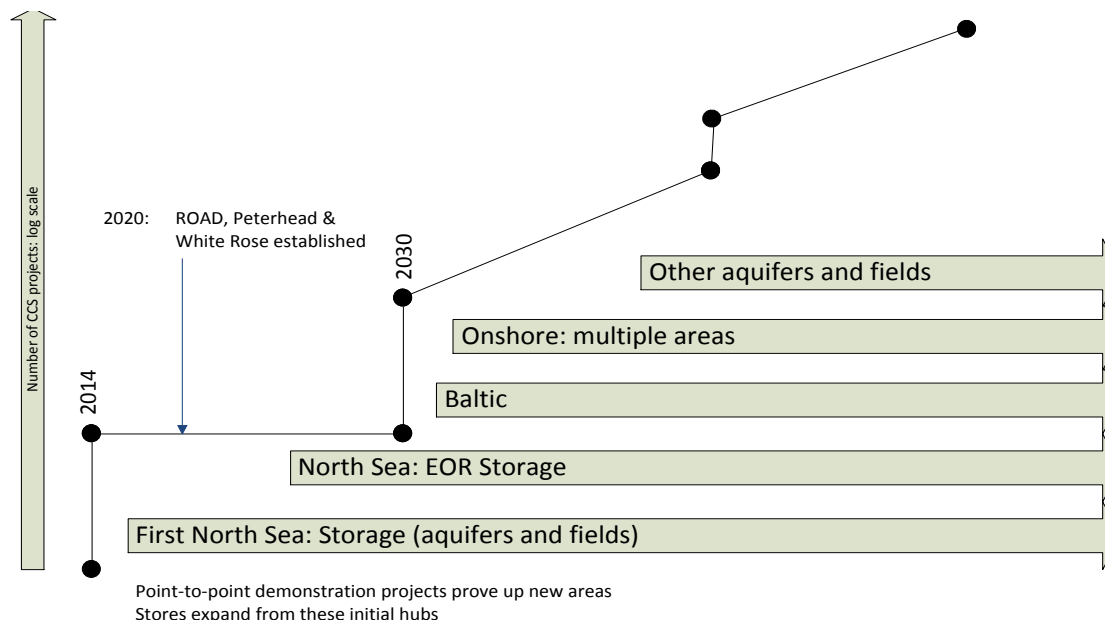 Number of CCS projects: log scale
2020: ROAD, Peterhead &
White Rose established
2014
2030
Other aquifers and fields
Onshore: multiple areas
Baltic
North Sea: EOR Storage
First North Sea: Storage (aquifers and fields)
Point-to-point demonstration projects prove up new areas
Stores expand from these initial hubs